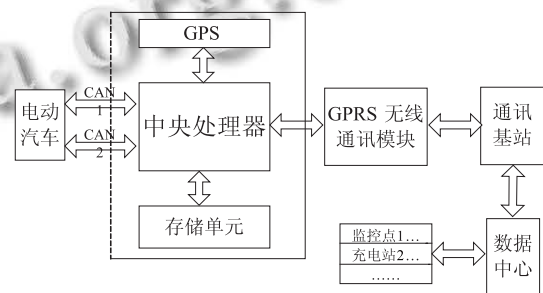 GPS
CAN
1
CAN
2
电动
汽车
中央处理器
存储单元
GPRS 无线
通讯模块
通讯
基站
监控点1…
充电站2…
……
数据
中心